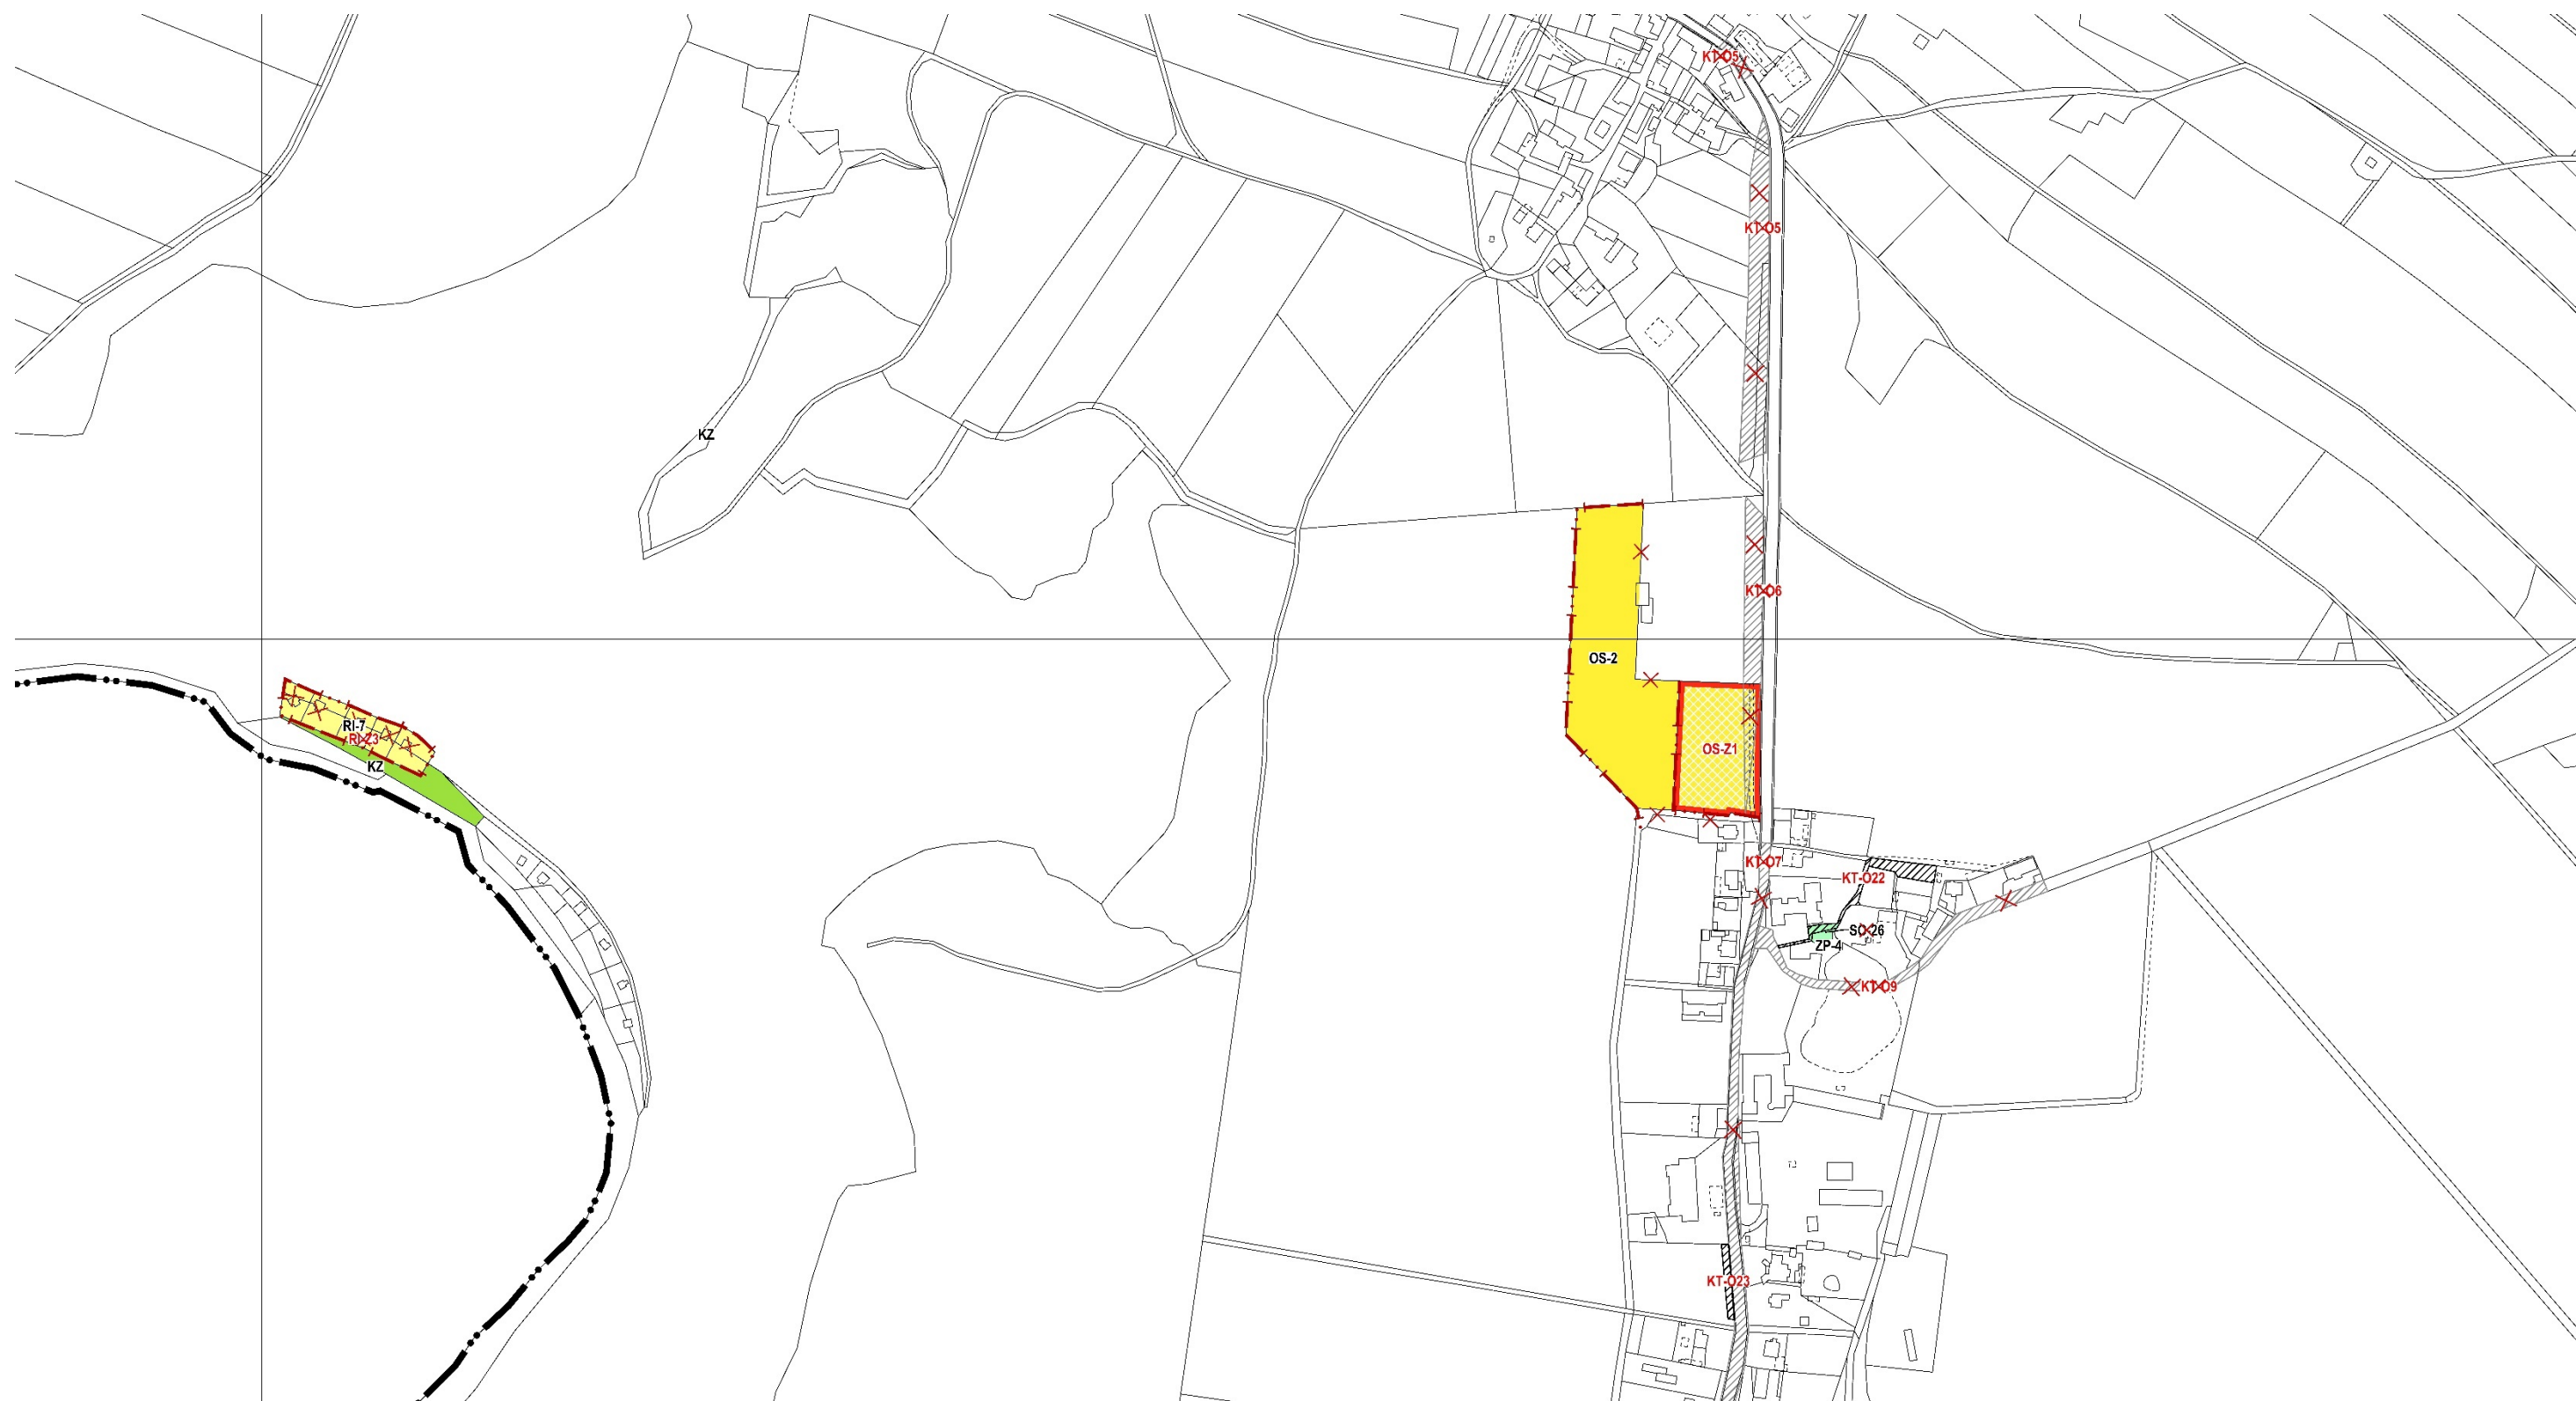 KT-O5
KT-O5
KZ
KT-O6
OS-2
RI-7
RI-Z3
OS-Z1
KZ
KT-O7
KT-O22
SO-26
ZP-4
KT-O9
KT-O23